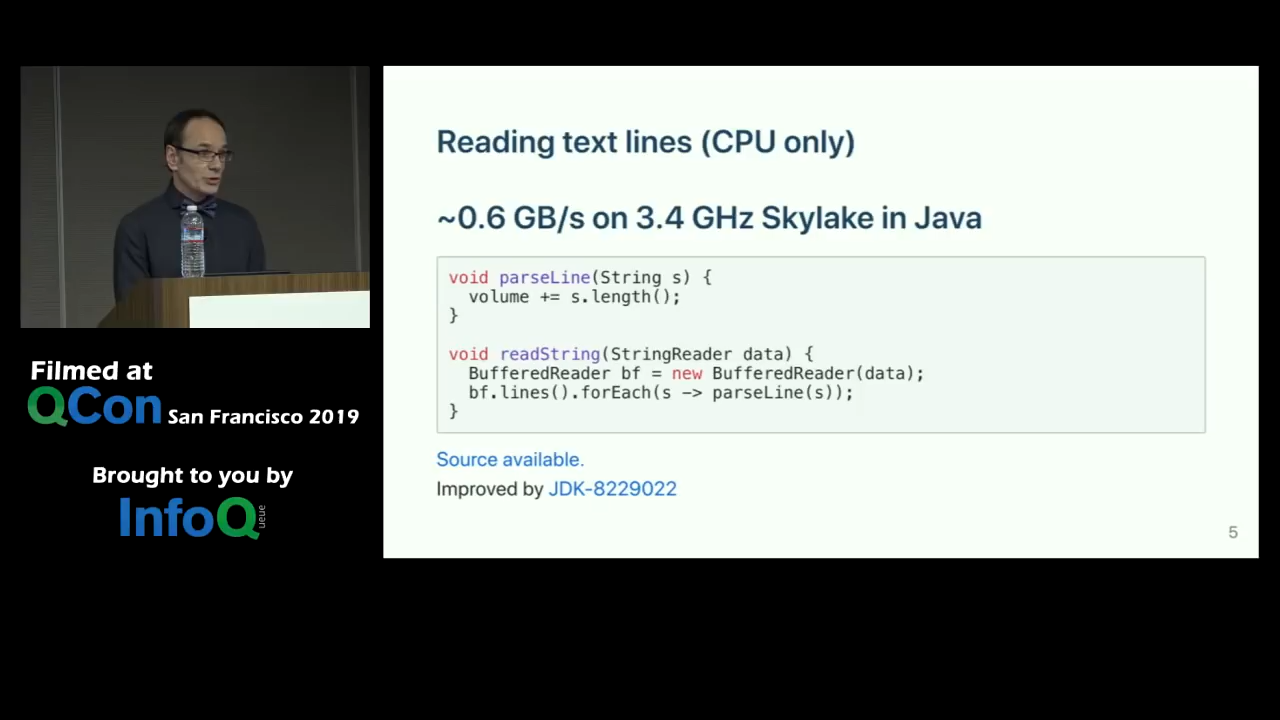 Reading text lines (CPU only)
~0.6 GB/s on 3.4 GHz Skylake in Java
void parseLine(String s) {
  volume += s.length();
}

void readString(StringReader data) {
  BufferedReader bf = new BufferedReader(data);
  bf.lines().forEach(s -> parseLine(s));
}
Source available.
Improved by JDK-8229022
5
Filmed at
QCon San Francisco 2019
Brought to you by
InfoQueue